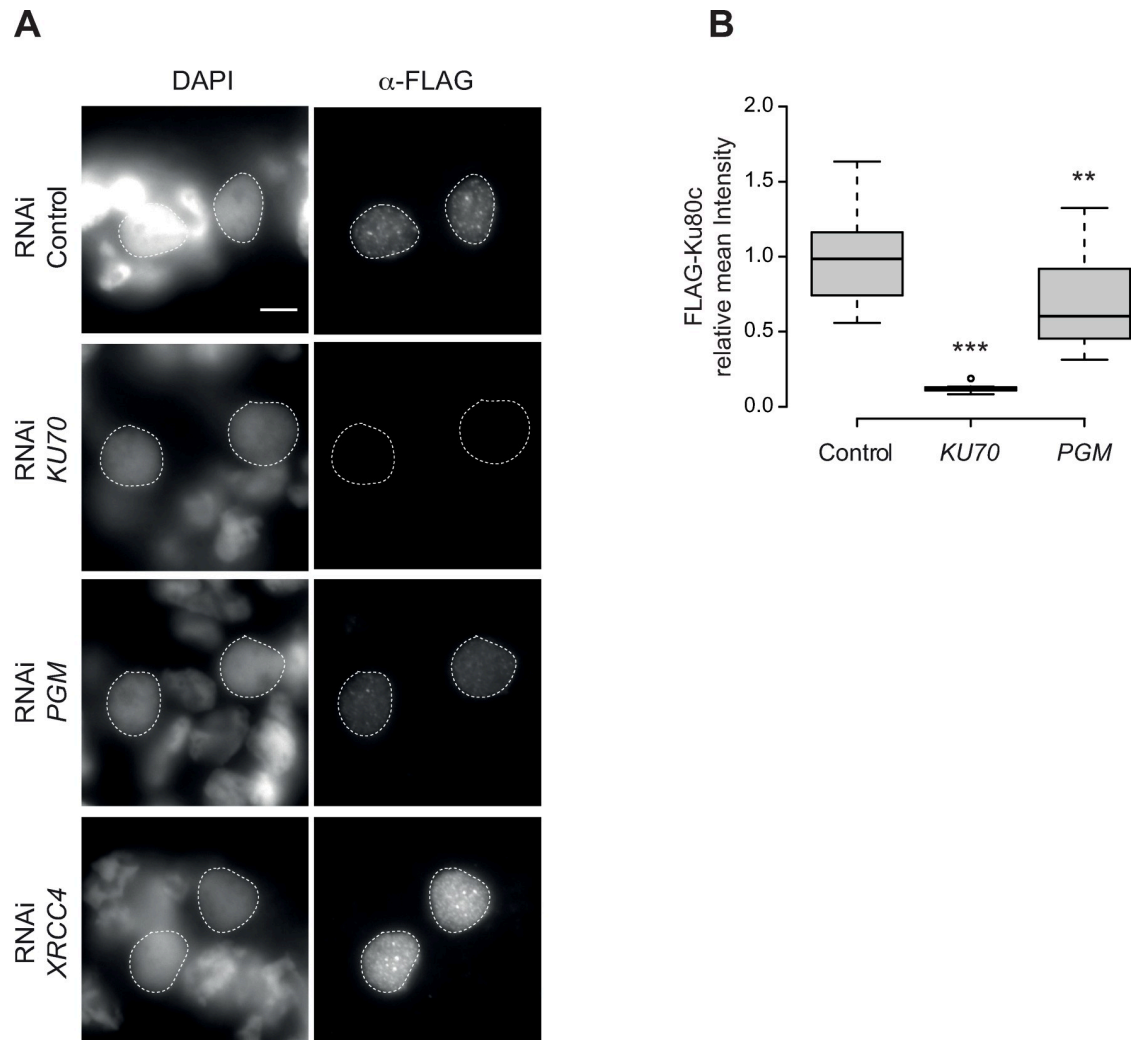 A
DAPI
α-FLAG
RNAi
Control
RNAi
KU70
RNAi
PGM
RNAi
XRCC4
B
FLAG-Ku80c
relative mean Intensity
2.0
1.5
1.0
0.5
0.0
**
***
Control
KU70
PGM